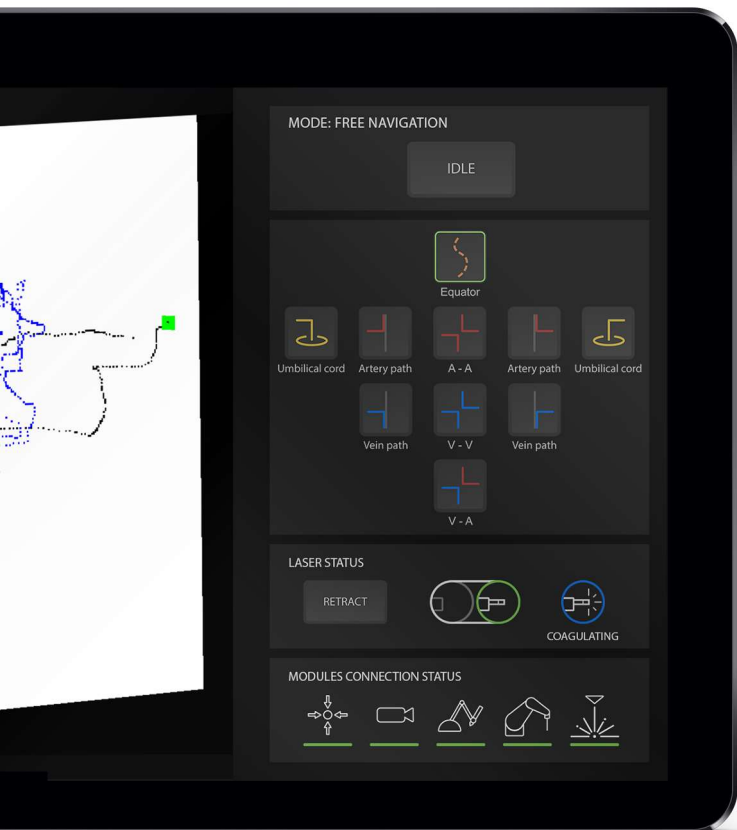 MODE: FREE NAVIGATION
IDLE
Equator
Umbilical cord Artery path A - A Artery path Umbilical cord
Vein path V - V Vein path
V - A
LASER STATUS
RETRACT
COAGULATING
MODULES CONNECTION STATUS